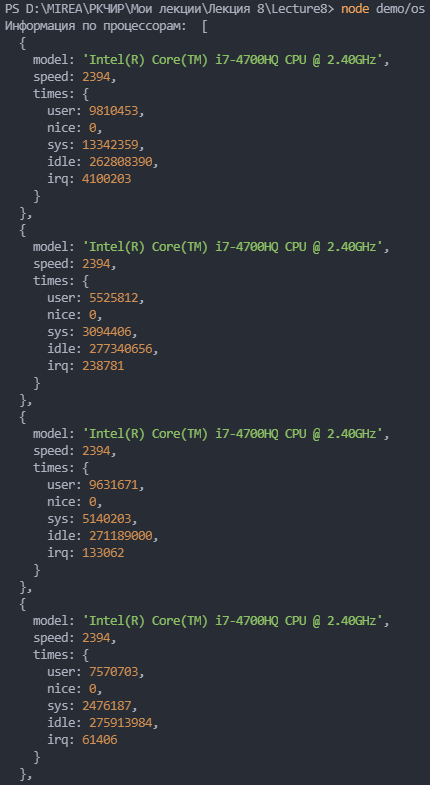 PS D:\MIREA\РКЧИР\Мои лекции\Лекция 8\Lecture8> node demo/os
Информация по процессорам:  [
  {
    model: 'Intel(R) Core(TM) i7-4700HQ CPU @ 2.40GHz',
    speed: 2394,
    times: {
      user: 9810453,
      nice: 0,
      sys: 13342359,
      idle: 262808390,
      irq: 4100203
    }
  },
  {
    model: 'Intel(R) Core(TM) i7-4700HQ CPU @ 2.40GHz',
    speed: 2394,
    times: {
      user: 5525812,
      nice: 0,
      sys: 3094406,
      idle: 277340656,
      irq: 238781
    }
  },
  {
    model: 'Intel(R) Core(TM) i7-4700HQ CPU @ 2.40GHz',
    speed: 2394,
    times: {
      user: 9631671,
      nice: 0,
      sys: 5140203,
      idle: 271189000,
      irq: 133062
    }
  },
  {
    model: 'Intel(R) Core(TM) i7-4700HQ CPU @ 2.40GHz',
    speed: 2394,
    times: {
      user: 7570703,
      nice: 0,
      sys: 2476187,
      idle: 275913984,
      irq: 61406
    }
  },